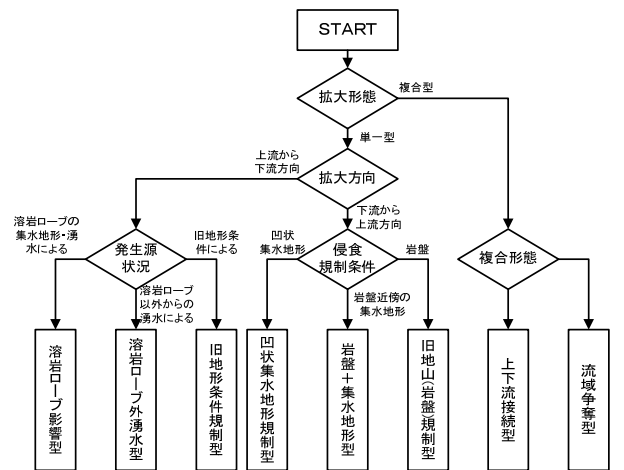 START
拡大形態
複合型
単一型
上流から
下流方向
拡大方向
下流から
上流方向
溶岩ローブの
集水地形・湧
水による
発生源
状況
旧地形条
件による
溶岩ローブ
以外からの
湧水による
凹状
集水地形
侵食
規制条件
岩盤
岩盤近傍の
集水地形
複合形態
溶岩ローブ影響型
溶岩ローブ外湧水型
旧地形条件規制型
凹状集水地形規制型
岩盤＋集水地形型
旧地山（岩盤）規制型
上下流接続型
流域争奪型